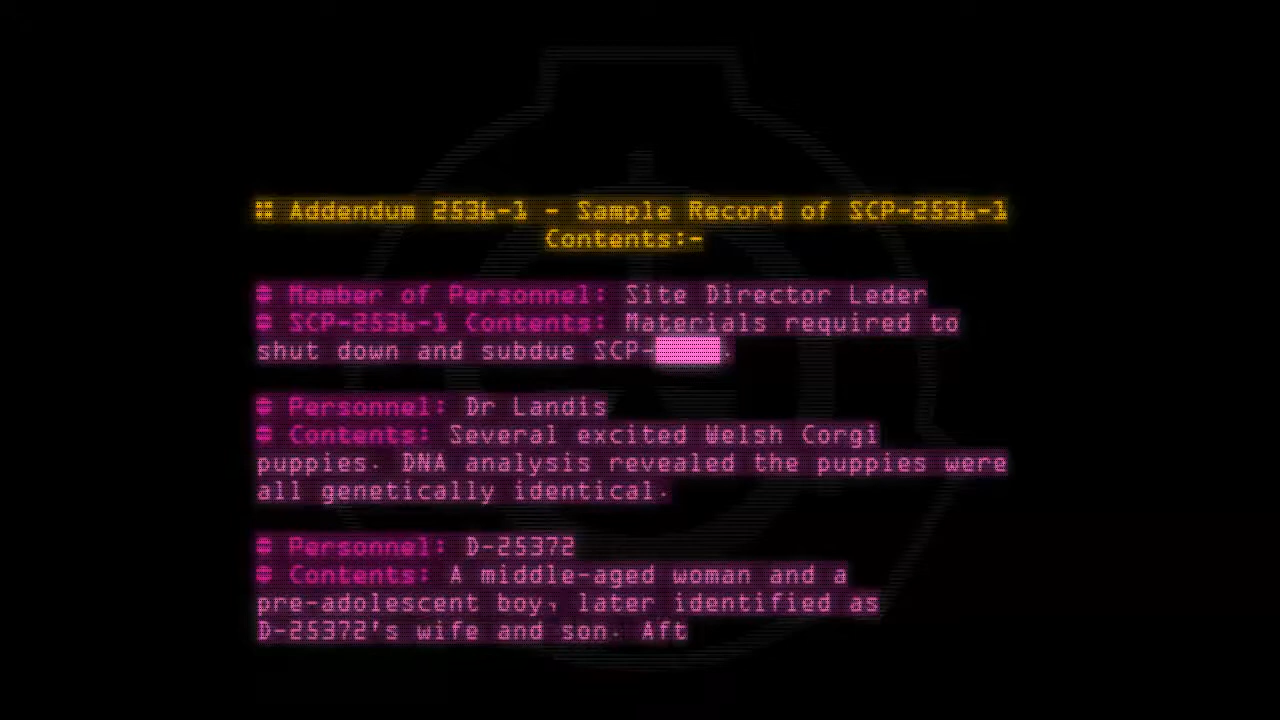 :: Addendum 2536-1 - Sample Record of SCP-2536-1
Contents:-
= Member of Personnel: Site Director Leder
= SCP-2536-1 Contents: Materials required to
shut down and subdue SCP-████.
= Personnel: Dr Landis
= Contents: Several excited Welsh Corgi
puppies. DNA analysis revealed the puppies were
all genetically identical.
= Personnel: D-25372
= Contents: A middle-aged woman and a
pre-adolescent boy, later identified as
D-25372's wife and son. Aft